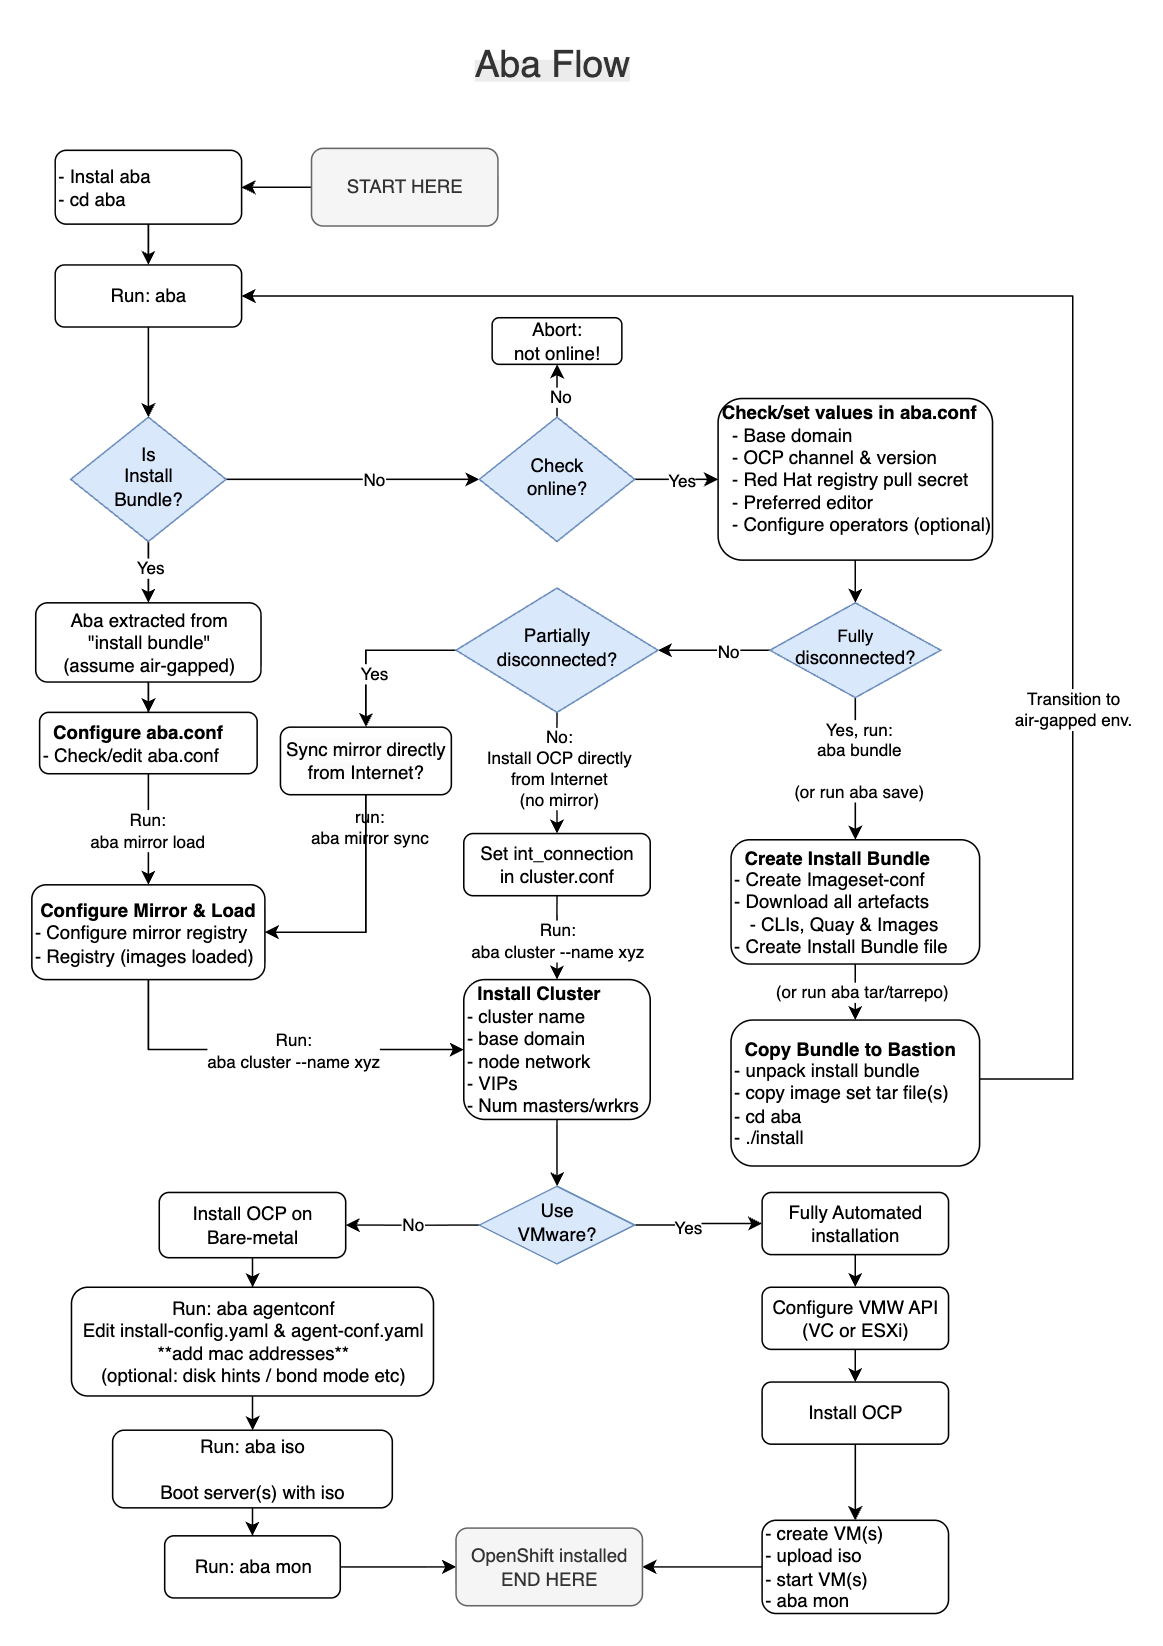 Aba Flow
- Instal aba
- cd aba
START HERE
Run: aba
Abort:
not online!
No
Is
Install
Bundle?
No
Check
online?
Yes
Check/set values in aba.conf
- Base domain
- OCP channel & version
- Red Hat registry pull secret
- Preferred editor
- Configure operators (optional)
Yes
Aba extracted from
"install bundle"
(assume air-gapped)
Partially
disconnected?
No
Fully
disconnected?
Yes
Transition to
air-gapped env.
Configure aba.conf
- Check/edit aba.conf
Sync mirror directly
from Internet?
No:
Install OCP directly
from Internet
(no mirror)
Yes, run:
aba bundle
(or run aba save)
Run:
aba mirror load
run:
aba mirror sync
Set int_connection
in cluster.conf
Create Install Bundle
- Create Imageset-conf
- Download all artefacts
- CLIs, Quay & Images
- Create Install Bundle file
Configure Mirror & Load
- Configure mirror registry
- Registry (images loaded)
Run:
aba cluster --name xyz
(or run aba tar/tarrepo)
Run:
aba cluster --name xyz
Install Cluster
- cluster name
- base domain
- node network
- VIPs
- Num masters/wrkrs
Copy Bundle to Bastion
- unpack install bundle
- copy image set tar file(s)
- cd aba
- ./install
Install OCP on
Bare-metal
No
Use
VMware?
Yes
Fully Automated
installation
Run: aba agentconf
Edit install-config.yaml & agent-conf.yaml
**add mac addresses**
(optional: disk hints / bond mode etc)
Configure VMW API
(VC or ESXi)
Install OCP
Run: aba iso
Boot server(s) with iso
Run: aba mon
OpenShift installed
END HERE
- create VM(s)
- upload iso
- start VM(s)
- aba mon